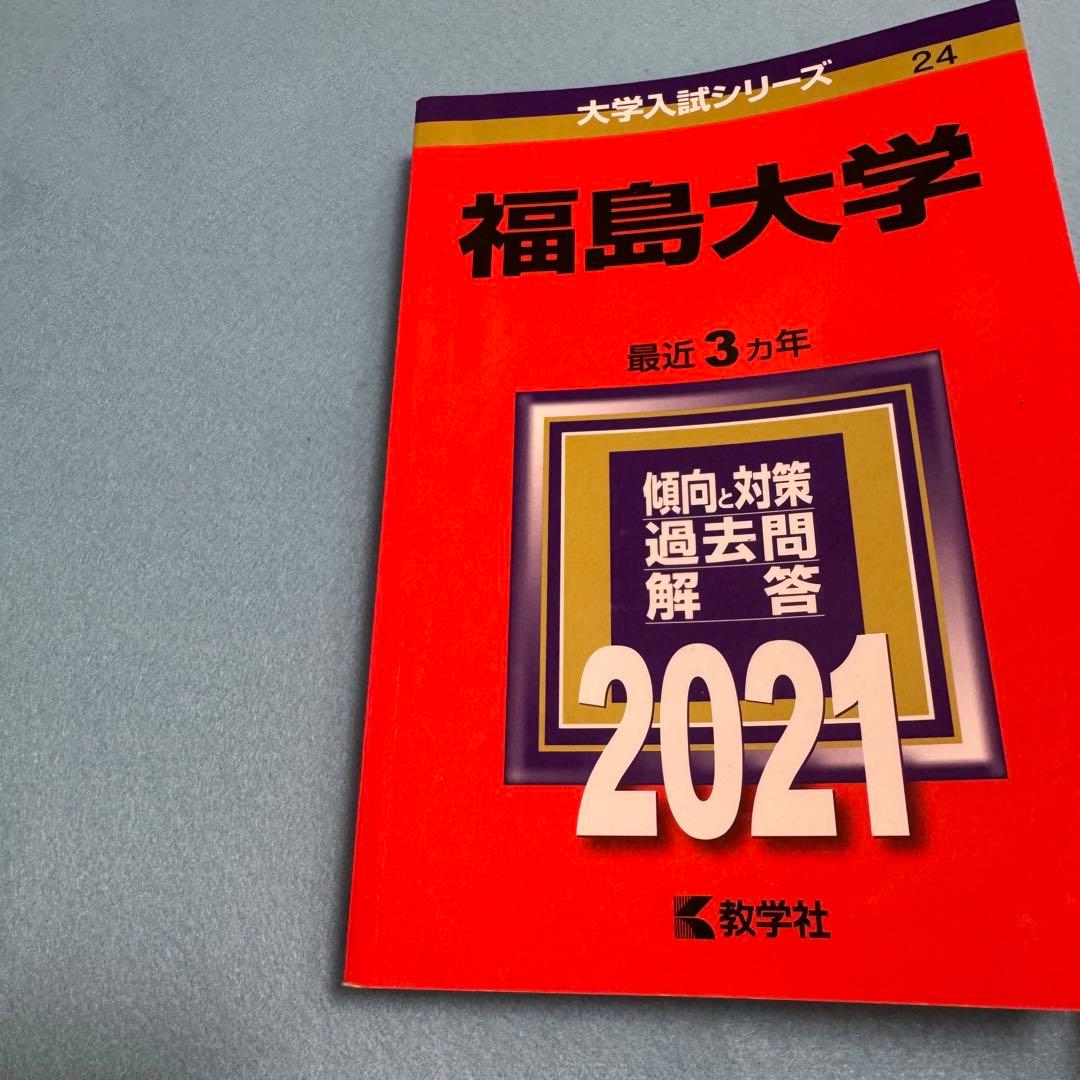 大学入試シリーズ 24
福島大学
最近3カ年
傾向と対策
過去問
解答
2021
教学社